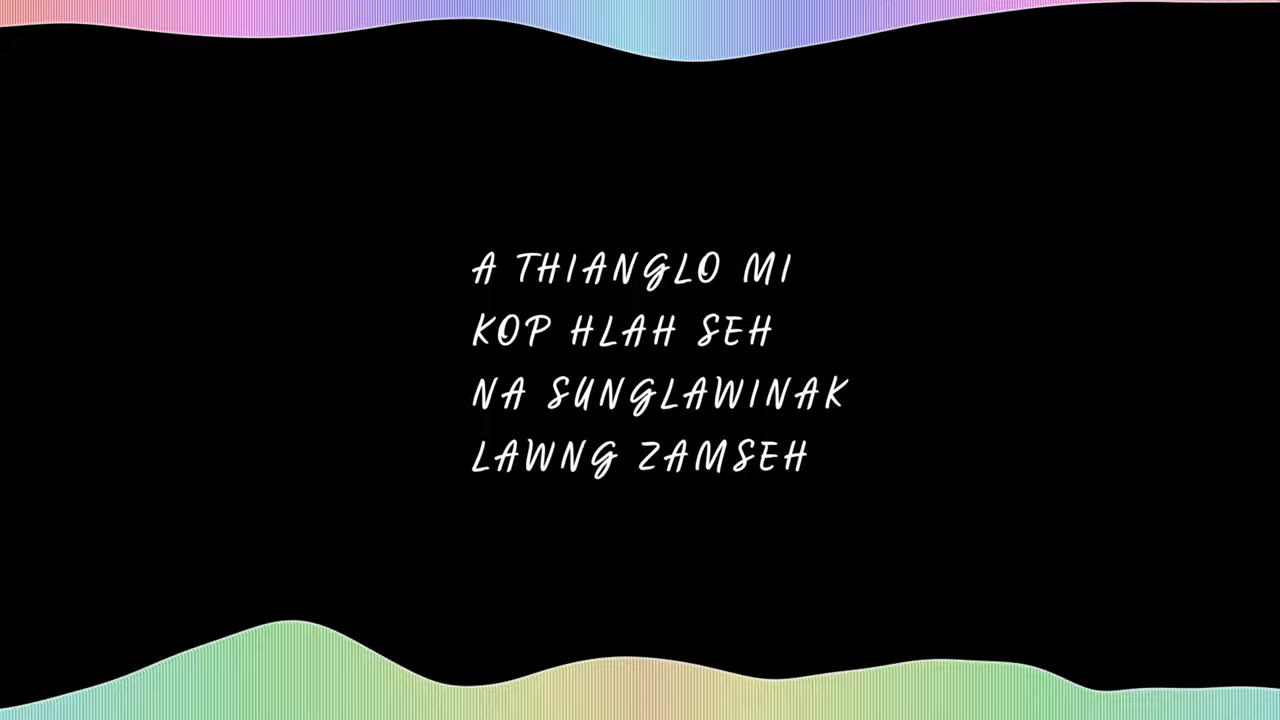 A THIANGLO MI
KOP HLAH SEH
NA SUNGLAWINAK
LAWNG ZAMSEH